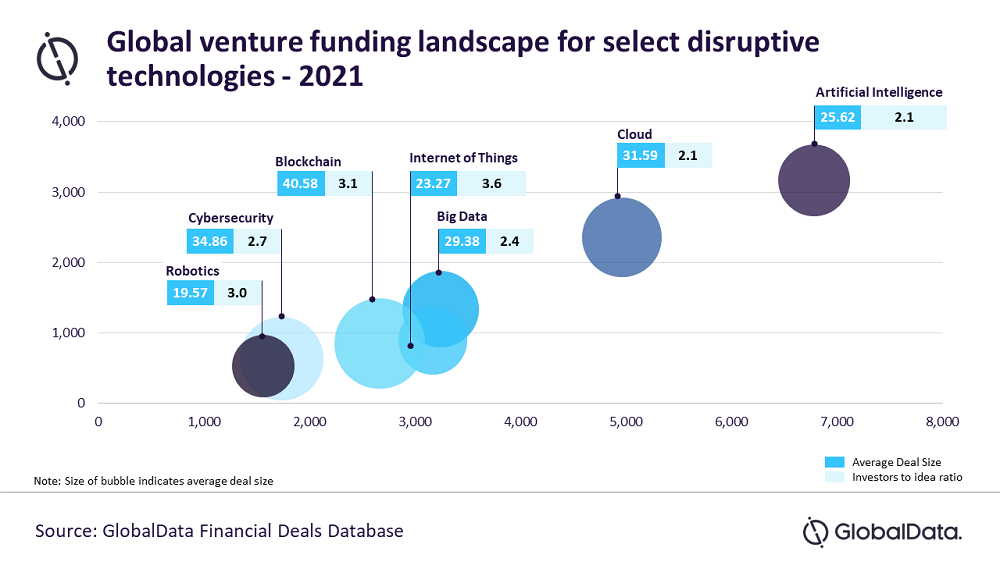 Global venture funding landscape for select disruptive
technologies - 2021
Artificial Intelligence
25.62 2.1
Cloud
31.59 2.1
Blockchain
40.58 3.1
Internet of Things
23.27 3.6
Cybersecurity
34.86 2.7
Big Data
29.38 2.4
Robotics
19.57 3.0
4,000
3,000
2,000
1,000
0
0 1,000 2,000 3,000 4,000 5,000 6,000 7,000 8,000
Average Deal Size
Investors to idea ratio
Note: Size of bubble indicates average deal size
Source: GlobalData Financial Deals Database
GlobalData.